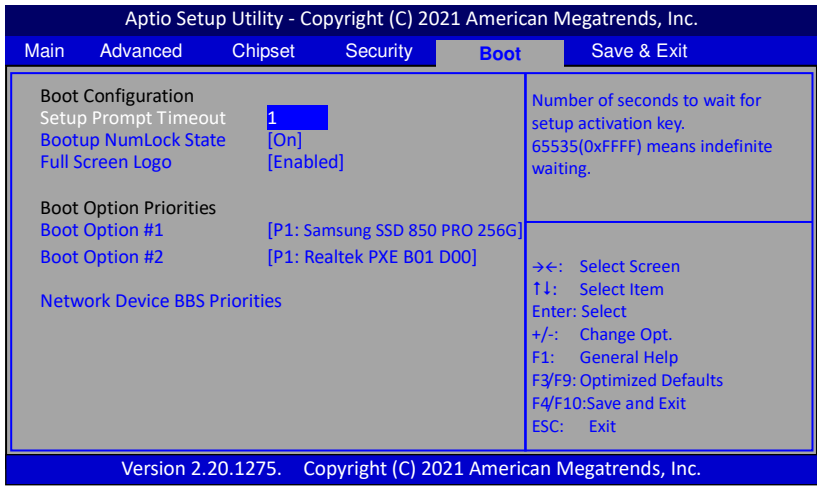 Aptio Setup Utility - Copyright (C) 2021 American Megatrends, Inc.
Main Advanced Chipset Security Boot Save & Exit
Boot Configuration
Setup Prompt Timeout 1
Bootup NumLock State [On]
Full Screen Logo [Enabled]
Boot Option Priorities
Boot Option #1 [P1: Samsung SSD 850 PRO 256G]
Boot Option #2 [P1: Realtek PXE B01 D00]
Network Device BBS Priorities
Number of seconds to wait for
setup activation key.
65535(0xFFFF) means indefinite
waiting.
→←: Select Screen
↑↓: Select Item
Enter: Select
+/-: Change Opt.
F1: General Help
F3/F9: Optimized Defaults
F4/F10:Save and Exit
ESC: Exit
Version 2.20.1275. Copyright (C) 2021 American Megatrends, Inc.